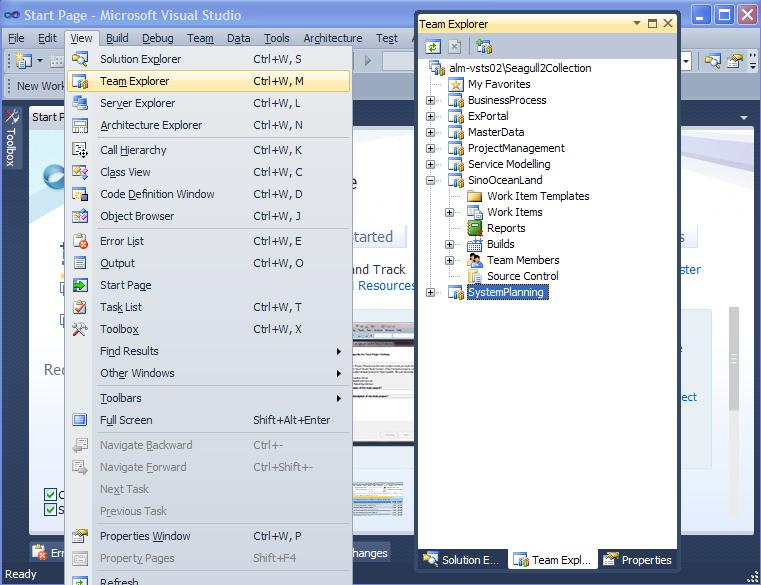 Start Page - Microsoft Visual Studio
File Edit View Build Debug Team Data Tools Architecture Test
New Work
Start P
Toolbox
Solution Explorer Ctrl+W, S
Team Explorer Ctrl+W, M
Server Explorer Ctrl+W, L
Architecture Explorer Ctrl+W, N
Call Hierarchy Ctrl+W, K
Class View Ctrl+W, C
Code Definition Window Ctrl+W, D
Object Browser Ctrl+W, J
Error List Ctrl+W, E
Output Ctrl+W, O
Start Page
Task List Ctrl+W, T
Toolbox Ctrl+W, X
Find Results
Other Windows
Toolbars
Full Screen Shift+Alt+Enter
Navigate Backward Ctrl+-
Navigate Forward Ctrl+Shift+-
Next Task
Previous Task
Properties Window Ctrl+W, P
Property Pages Shift+F4
Refresh
Team Explorer
alm-vsts02\Seagull2Collection
My Favorites
BusinessProcess
ExPortal
MasterData
ProjectManagement
Service Modelling
SinoOceanLand
Work Item Templates
Work Items
Reports
Builds
Team Members
Source Control
SystemPlanning
Solution E... Team Expl... Properties
e
tarted
nd Track
Resources
s
ster
e
ect
Re
C
S
Err
hanges
Ready